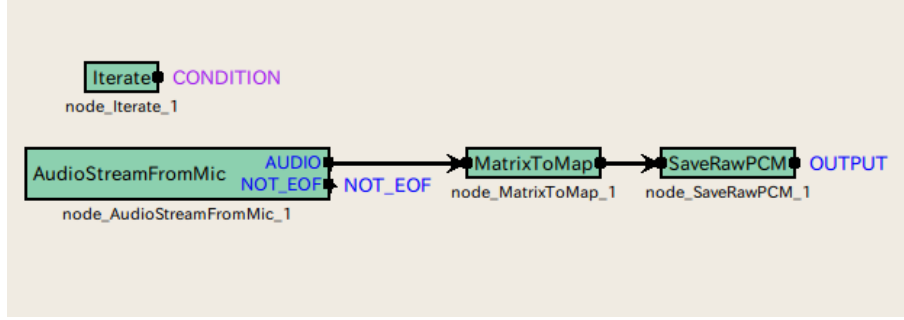 Iterate CONDITION
node_Iterate_1
AudioStreamFromMic AUDIO MatrixToMap SaveRawPCM OUTPUT
NOT_EOF NOT_EOF
node_AudioStreamFromMic_1 node_MatrixToMap_1 node_SaveRawPCM_1